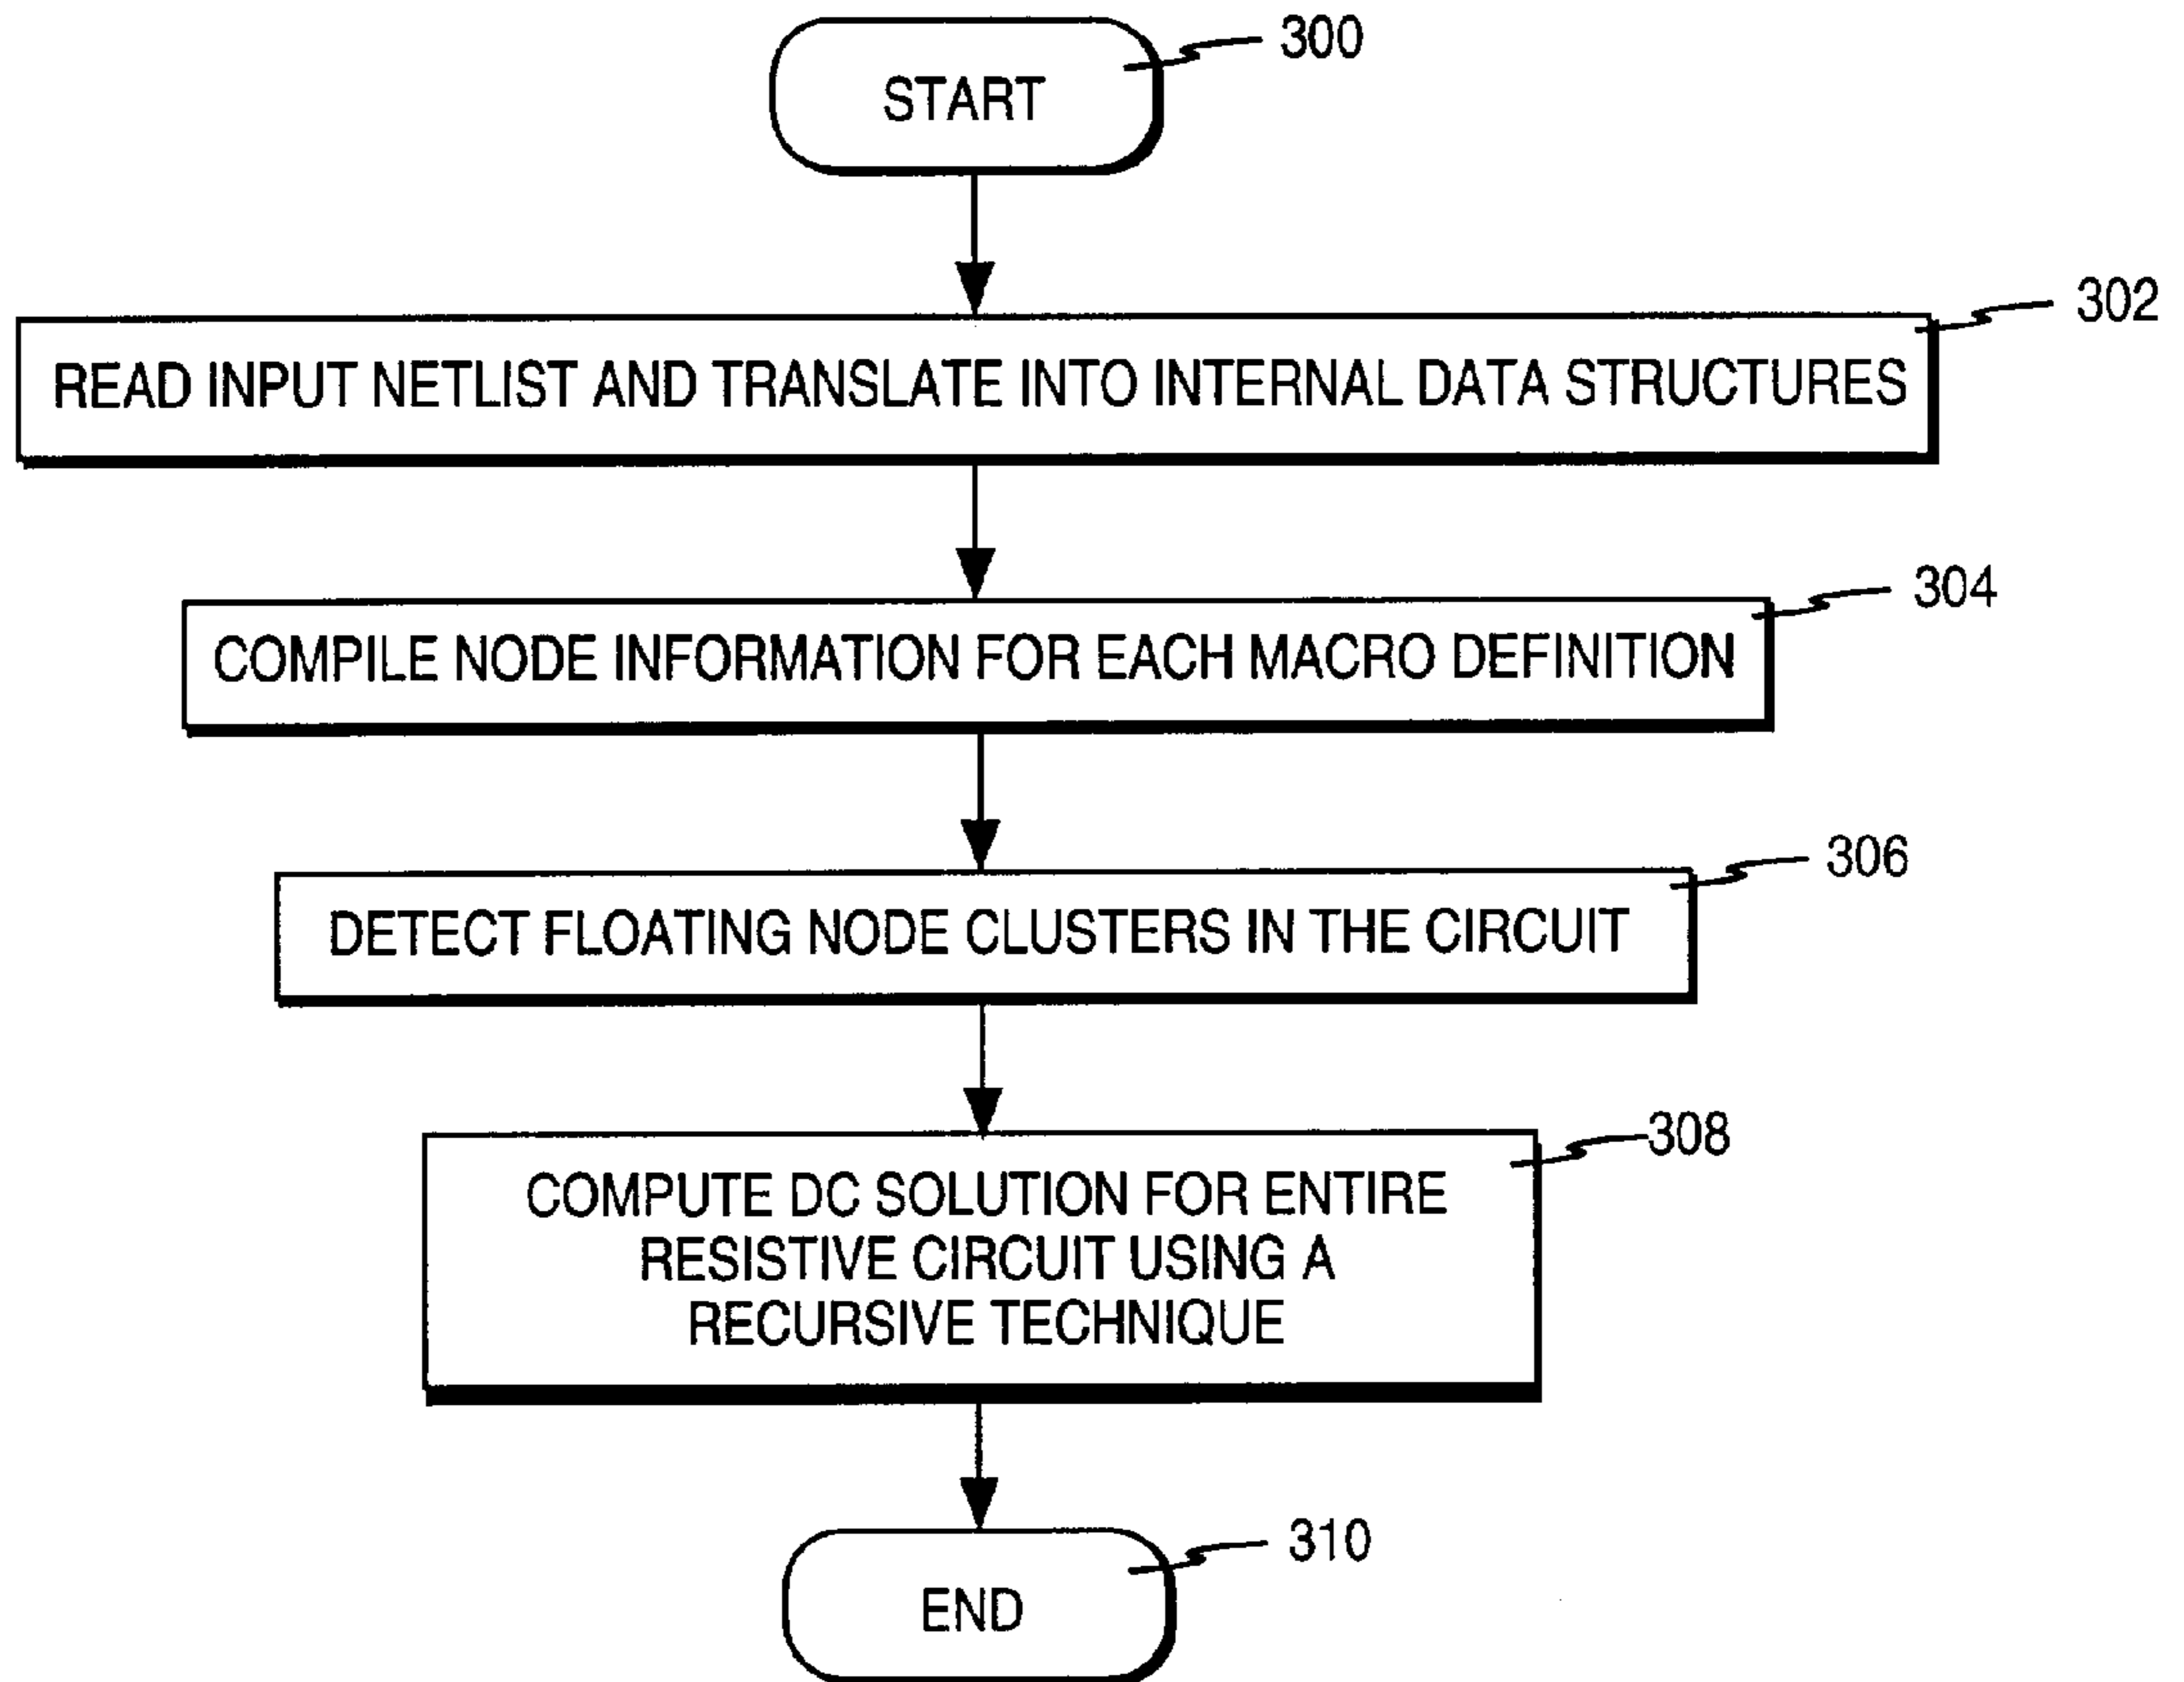 300
START
302
READ INPUT NETLIST AND TRANSLATE INTO INTERNAL DATA STRUCTURES
304
COMPILE NODE INFORMATION FOR EACH MACRO DEFINITION
306
DETECT FLOATING NODE CLUSTERS IN THE CIRCUIT
308
COMPUTE DC SOLUTION FOR ENTIRE
RESISTIVE CIRCUIT USING A
RECURSIVE TECHNIQUE
310
END